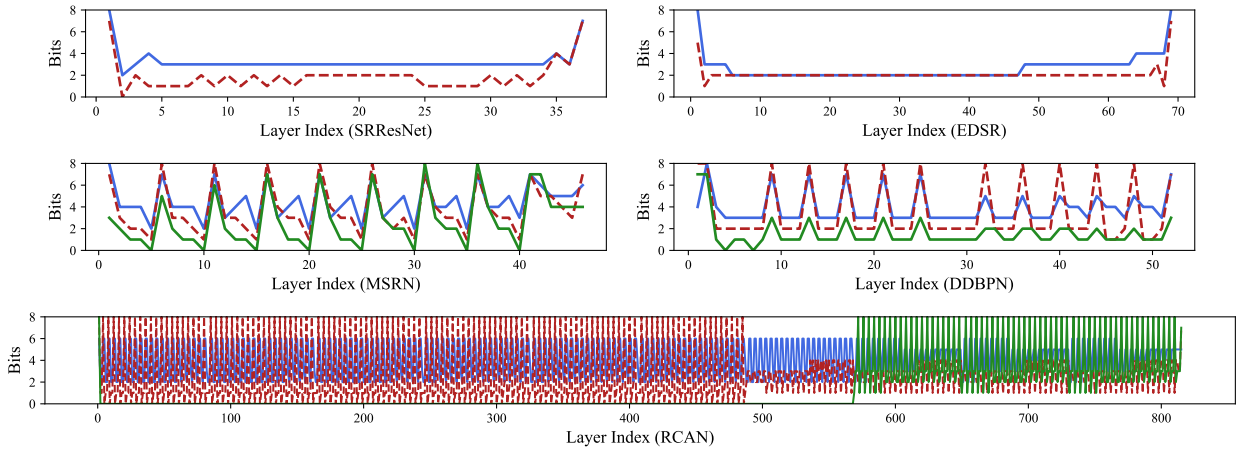 8
6
4
2
0
Bits
0 5 10 15 20 25 30 35
Layer Index (SRResNet)
8
6
4
2
0
Bits
0 10 20 30 40 50 60 70
Layer Index (EDSR)
8
6
4
2
0
Bits
0 10 20 30 40
Layer Index (MSRN)
8
6
4
2
0
Bits
0 10 20 30 40 50
Layer Index (DDBPN)
8
6
4
2
0
Bits
0 100 200 300 400 500 600 700 800
Layer Index (RCAN)